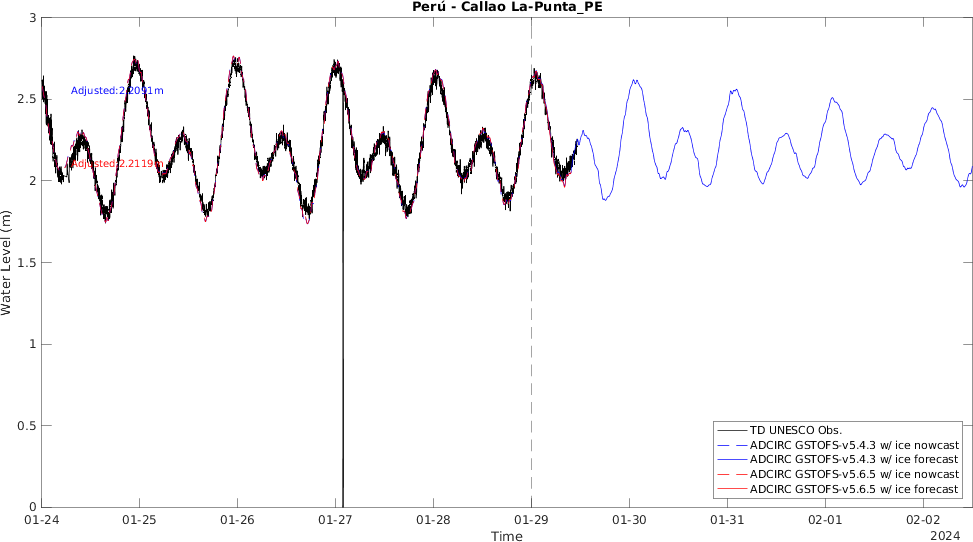 Perú - Callao La-Punta_PE
3
2.5
2
1.5
1
0.5
0
Water Level (m)
Adjusted:2.2091m
Adjusted:2.2119m
TD UNESCO Obs.
ADCIRC GSTOFS-v5.4.3 w/ ice nowcast
ADCIRC GSTOFS-v5.4.3 w/ ice forecast
ADCIRC GSTOFS-v5.6.5 w/ ice nowcast
ADCIRC GSTOFS-v5.6.5 w/ ice forecast
01-24 01-25 01-26 01-27 01-28 01-29 01-30 01-31 02-01 02-02
Time
2024